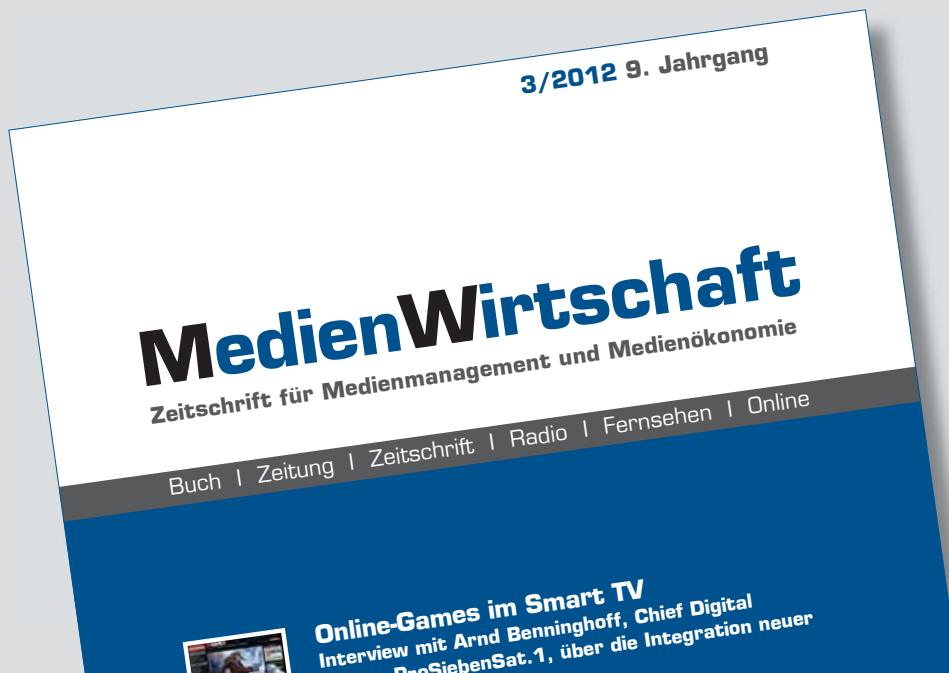 3/2012 9. Jahrgang
MedienWirtschaft
Zeitschrift für Medienmanagement und Medienökonomie
Buch | Zeitung | Zeitschrift | Radio | Fernsehen | Online
Online-Games im Smart TV
Interview mit Arnd Benninghoff, Chief Digital
ProSiebenSat.1, über die Integration neuer